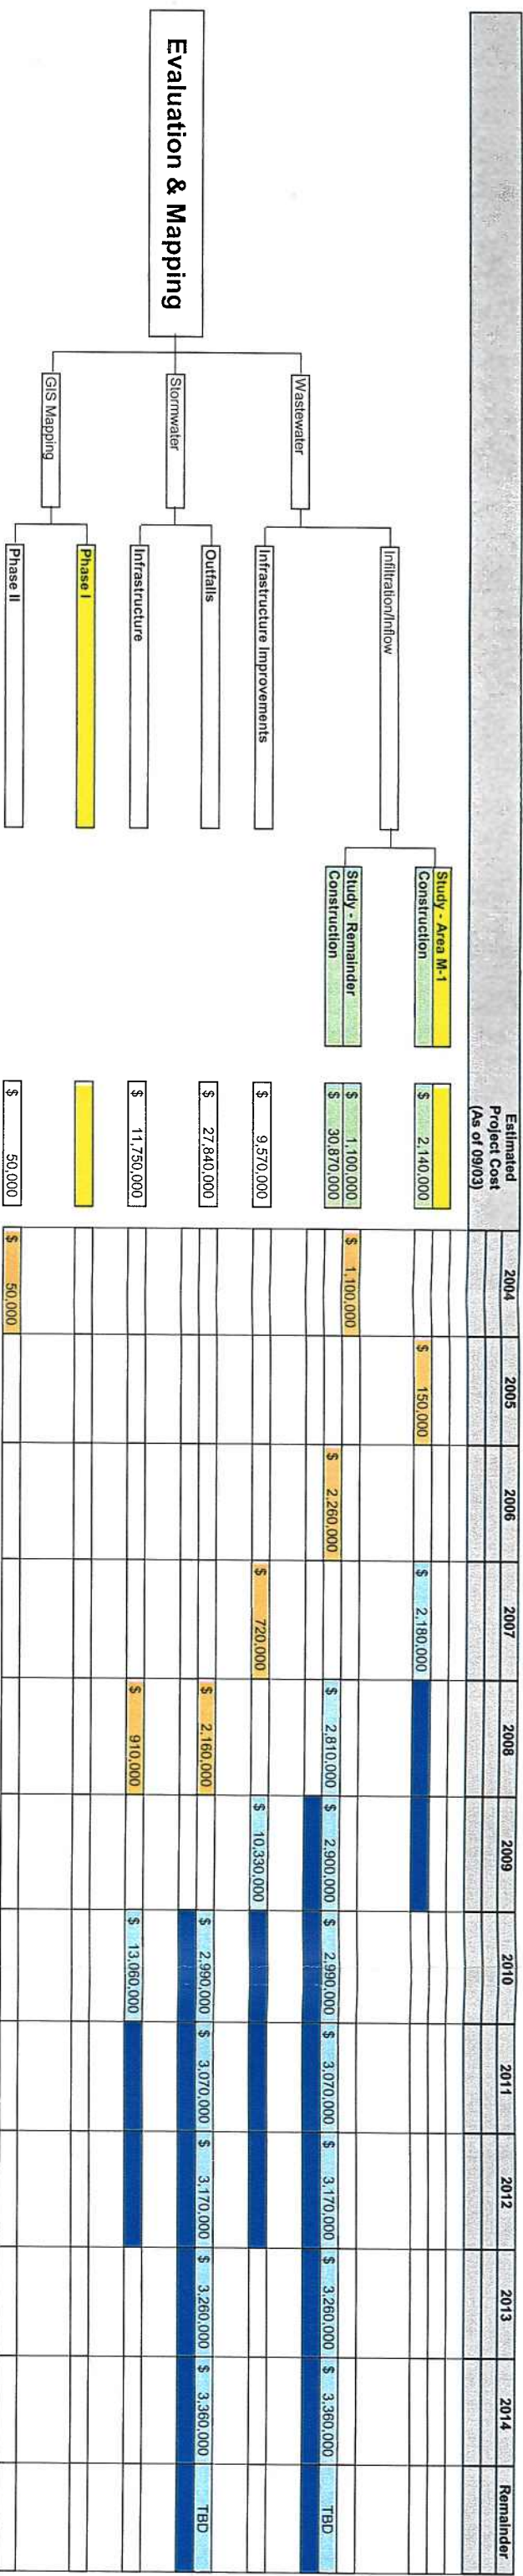 Estimated
Project Cost
(As of 09/03) 2004 2005 2006 2007 2008 2009 2010 2011 2012 2013 2014 Remainder
Evaluation & Mapping
Wastewater
Infiltration/Inflow
Study - Area M-1
Construction $ 2,140,000 $ 150,000 $ 2,180,000
Study - Remainder $ 1,100,000 $ 1,100,000
Construction $ 30,870,000 $ 2,260,000 $ 2,810,000 $ 2,900,000 $ 2,990,000 $ 3,070,000 $ 3,170,000 $ 3,260,000 $ 3,360,000 TBD
Infrastructure Improvements $ 9,570,000 $ 720,000 $ 10,330,000
Stormwater
Outfalls $ 27,840,000 $ 2,160,000 $ 2,990,000 $ 3,070,000 $ 3,170,000 $ 3,260,000 $ 3,360,000 TBD
Infrastructure $ 11,750,000 $ 910,000 $ 13,060,000
GIS Mapping
Phase I
Phase II $ 50,000 $ 50,000